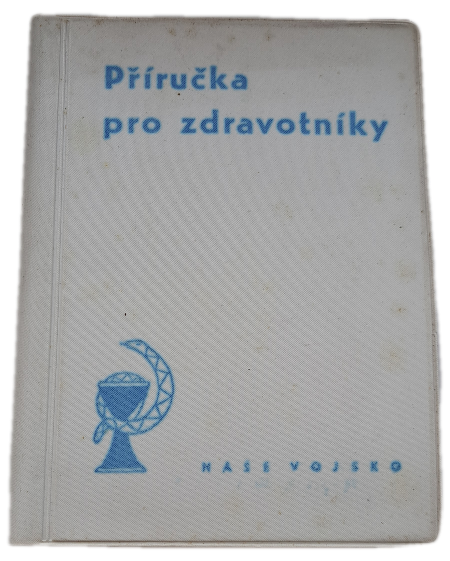 Příručka
pro zdravotníky
NAŠE VOJSKO